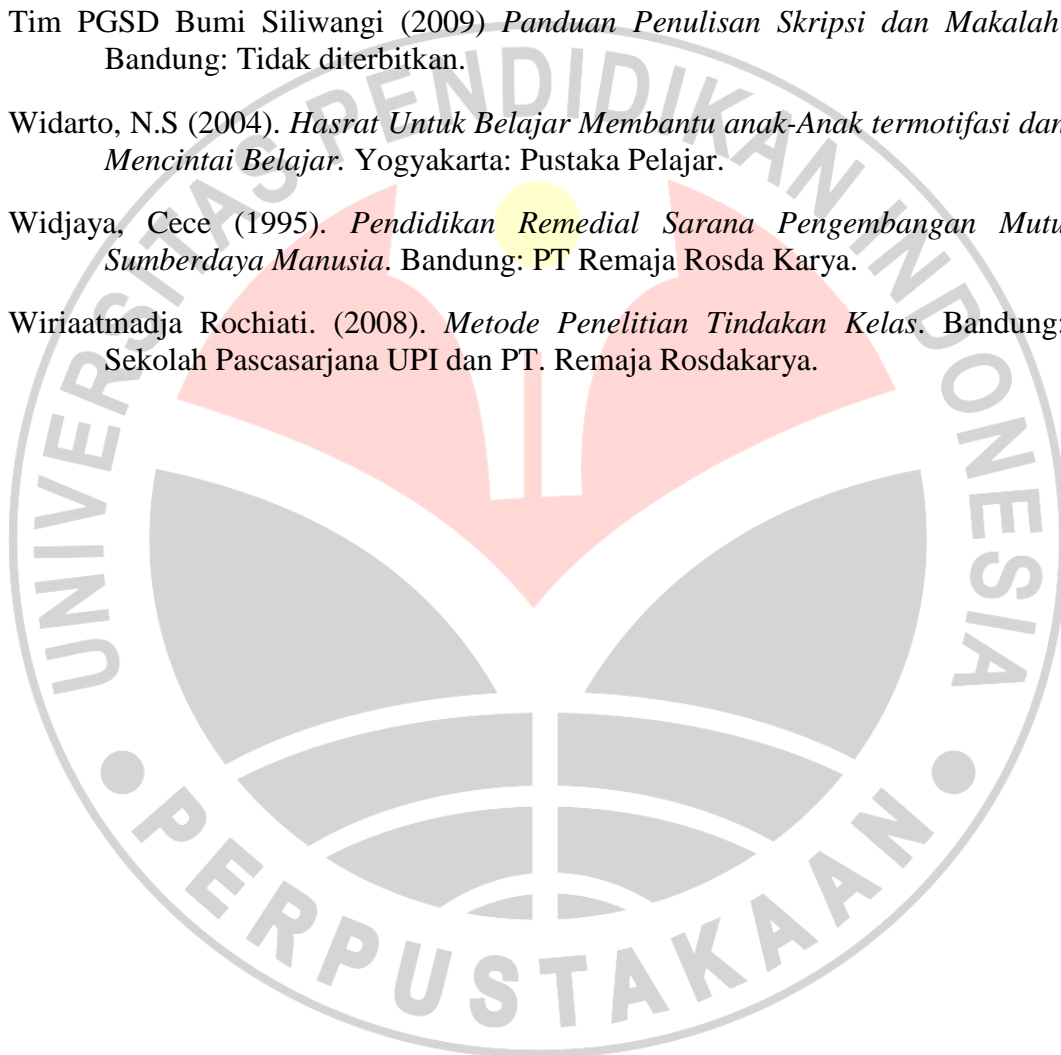 Tim PGSD Bumi Siliwangi (2009) Panduan Penulisan Skripsi dan Makalah
Bandung: Tidak diterbitkan.
Widarto, N.S (2004). Hasrat Untuk Belajar Membantu anak-Anak termotifasi dan
Mencintai Belajar. Yogyakarta: Pustaka Pelajar.
Widjaya, Cece (1995). Pendidikan Remedial Sarana Pengembangan Mutu
Sumberdaya Manusia. Bandung: PT Remaja Rosda Karya.
Wiriaatmadja Rochiati. (2008). Metode Penelitian Tindakan Kelas. Bandung:
Sekolah Pascasarjana UPI dan PT. Remaja Rosdakarya.
UNIVERSITAS PENDIDIKAN INDONESIA
PERPUSTAKAAN